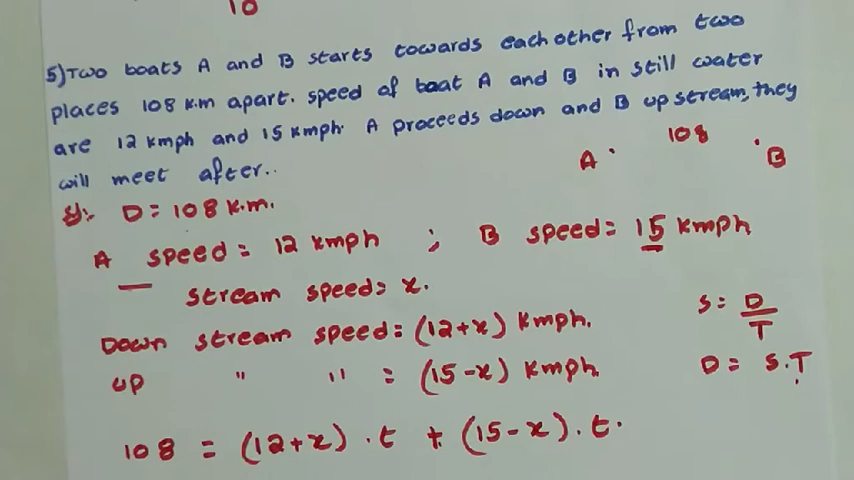 10
5) Two boats A and B starts towards each other from two
places 108 k.m apart. speed of boat A and B in still water
are 12 kmph and 15 kmph. A proceeds down and B up stream, they
will meet after..
108
A . . B
D = 108 k.m.
A speed = 12 kmph ; B speed = 15 kmph
stream speed = x.
Down stream speed = (12+x) kmph.
S = D/T
up " " = (15-x) kmph.
D = S.T
108 = (12+x) . t + (15-x) . t.